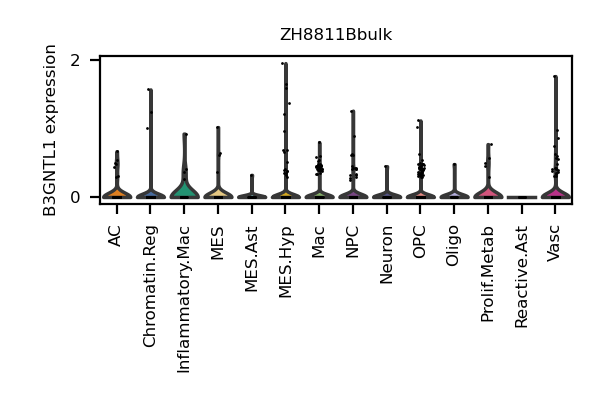 ZH8811Bbulk
B3GNTL1 expression
2
0
AC
Chromatin.Reg
Inflammatory.Mac
MES
MES.Ast
MES.Hyp
Mac
NPC
Neuron
OPC
Oligo
Prolif.Metab
Reactive.Ast
Vasc